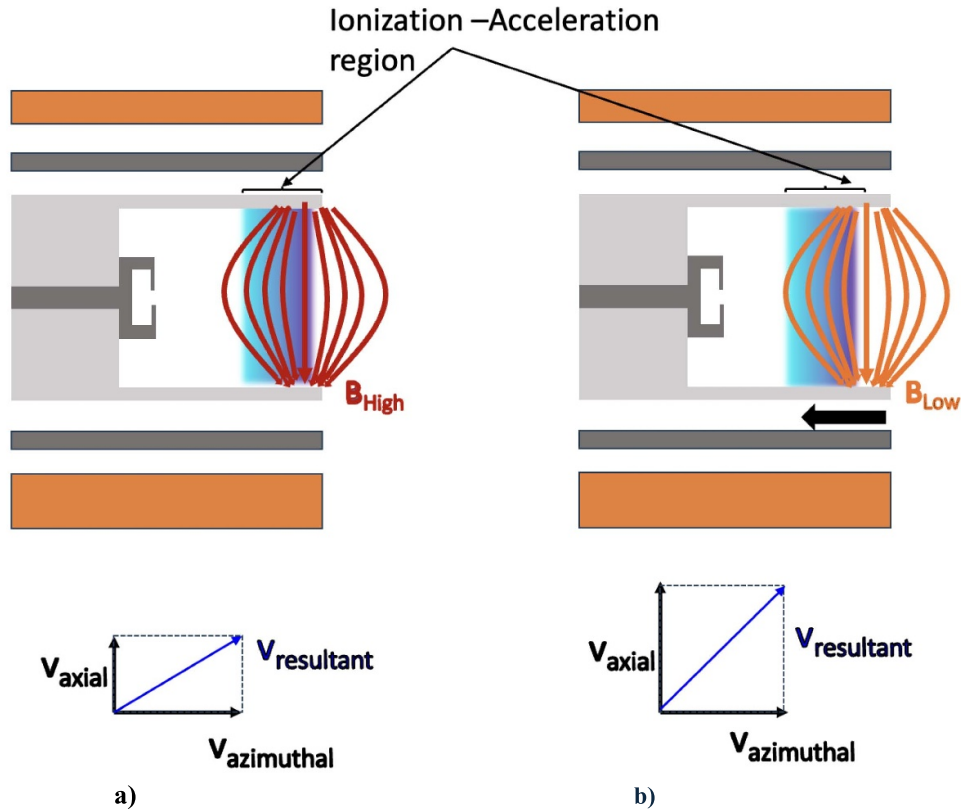 Ionization –Acceleration
region
B_High
B_Low
V_axial
V_resultant
V_azimuthal
V_axial
V_resultant
V_azimuthal
a)
b)